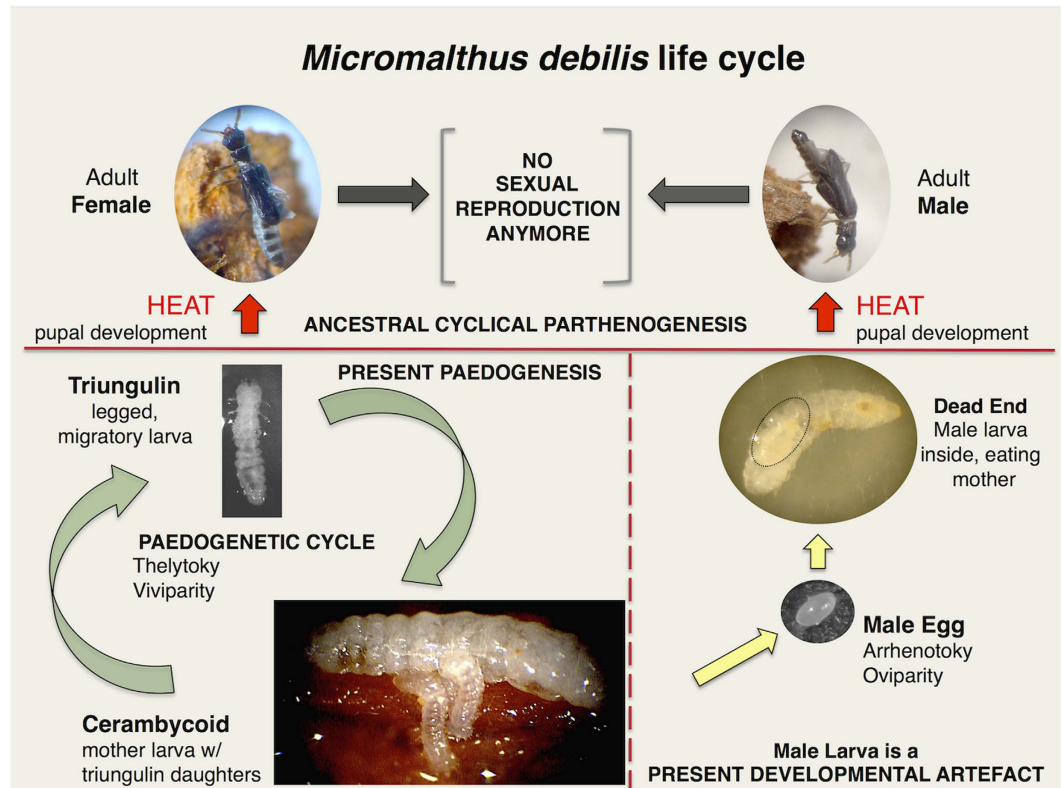 Micromalthus debilis life cycle
Adult
Female
NO
SEXUAL
REPRODUCTION
ANYMORE
Adult
Male
HEAT
pupal development
ANCESTRAL CYCLICAL PARTHENOGENESIS
HEAT
pupal development
Triungulin
legged,
migratory larva
PRESENT PAEDOGENESIS
Dead End
Male larva
inside, eating
mother
PAEDOGENETIC CYCLE
Thelytoky
Viviparity
Male Egg
Arrhenotoky
Oviparity
Cerambycoid
mother larva w/
triungulin daughters
Male Larva is a
PRESENT DEVELOPMENTAL ARTEFACT